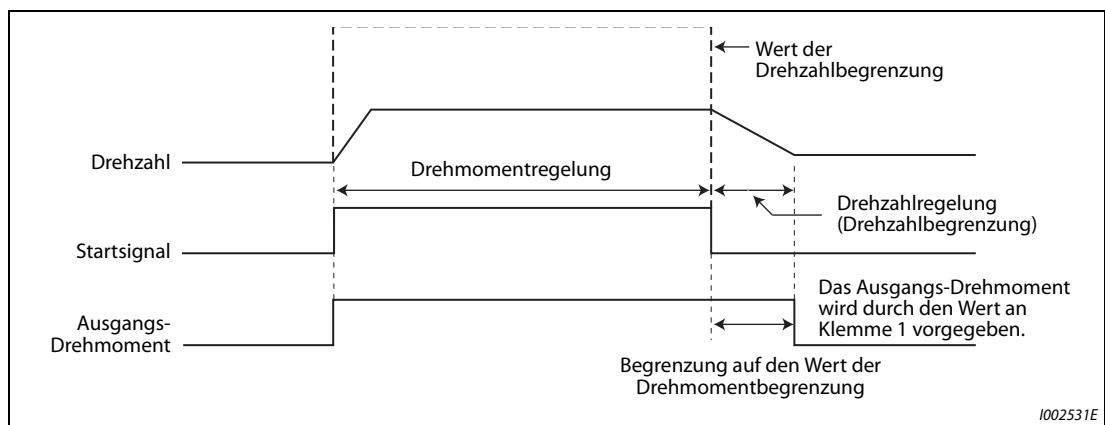 Wert der
Drehzahlbegrenzung
Drehzahl
Drehmomentregelung
Drehzahlregelung
(Drehzahlbegrenzung)
Startsignal
Das Ausgangs-Drehmoment
wird durch den Wert an
Klemme 1 vorgegeben.
Ausgangs-
Drehmoment
Begrenzung auf den Wert der
Drehmomentbegrenzung
I002531E